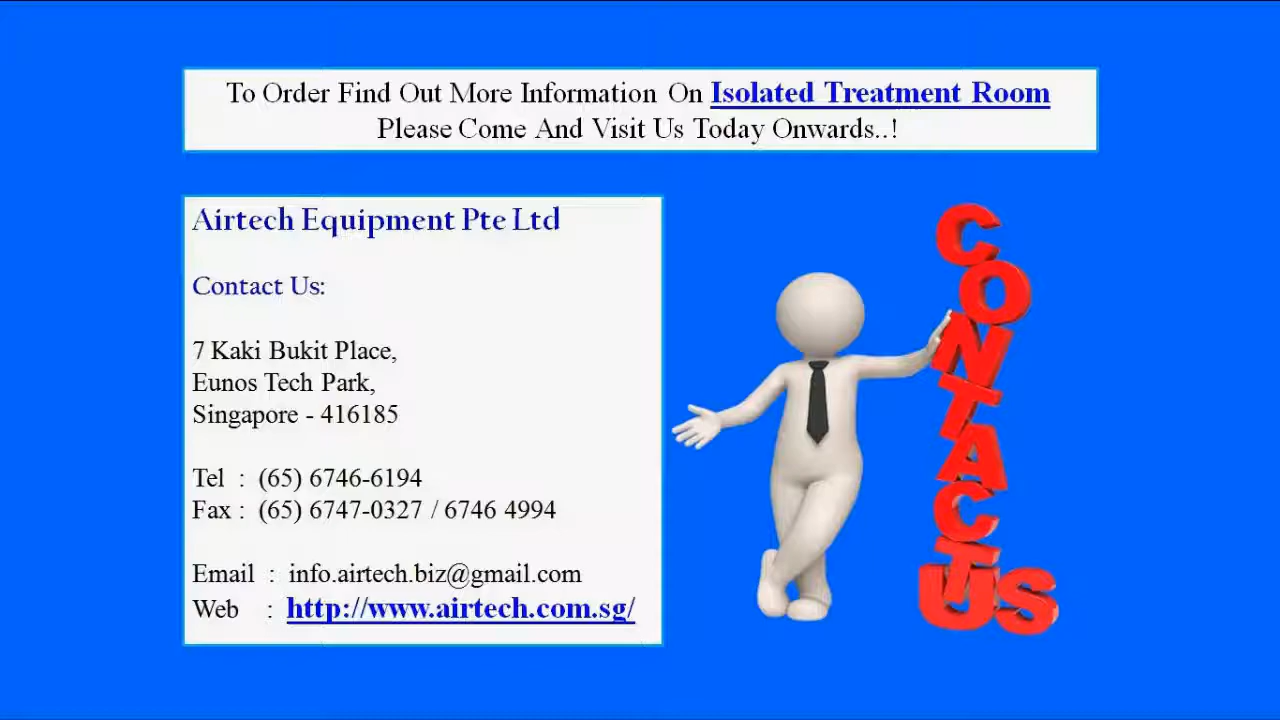 To Order Find Out More Information On Isolated Treatment Room
Please Come And Visit Us Today Onwards..!
Airtech Equipment Pte Ltd
Contact Us:
7 Kaki Bukit Place,
Eunos Tech Park,
Singapore - 416185
Tel : (65) 6746-6194
Fax : (65) 6747-0327 / 6746 4994
Email : info.airtech.biz@gmail.com
Web : http://www.airtech.com.sg/
CONTACT
US